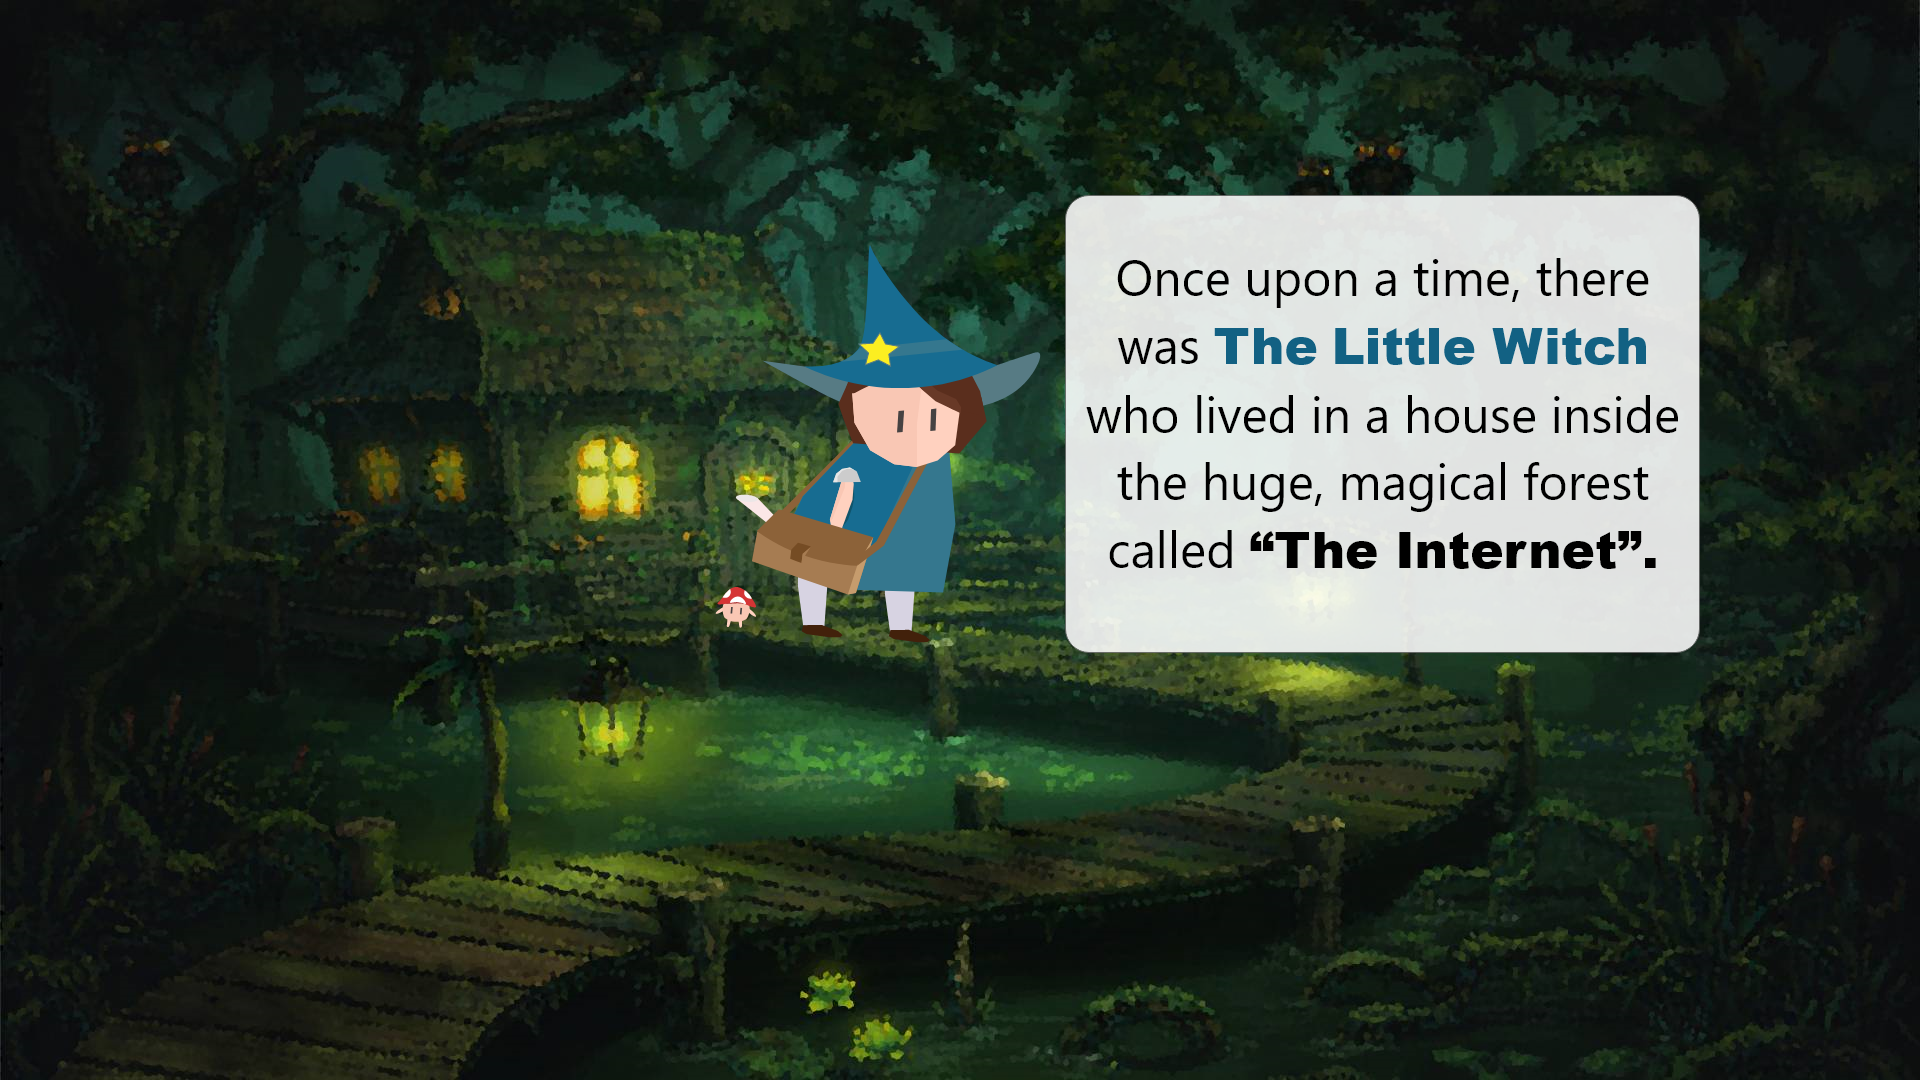 Once upon a time, there
was The Little Witch
who lived in a house inside
the huge, magical forest
called “The Internet”.